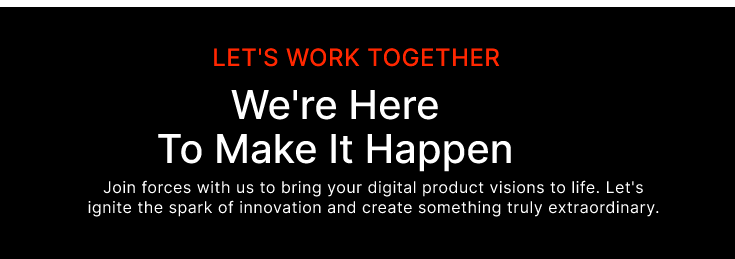 LET'S WORK TOGETHER
We're Here
To Make It Happen
Join forces with us to bring your digital product visions to life. Let's
ignite the spark of innovation and create something truly extraordinary.